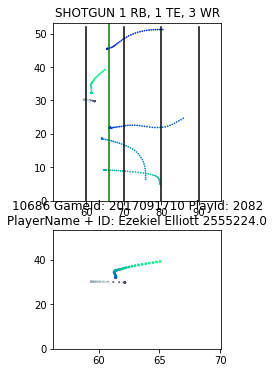 SHOTGUN 1 RB, 1 TE, 3 WR
50
40
30
20
10
0
60 70 80 90
10686 GameId: 2017091710 PlayId: 2082
PlayerName + ID: Ezekiel Elliott 2555224.0
40
20
0
60 65 70